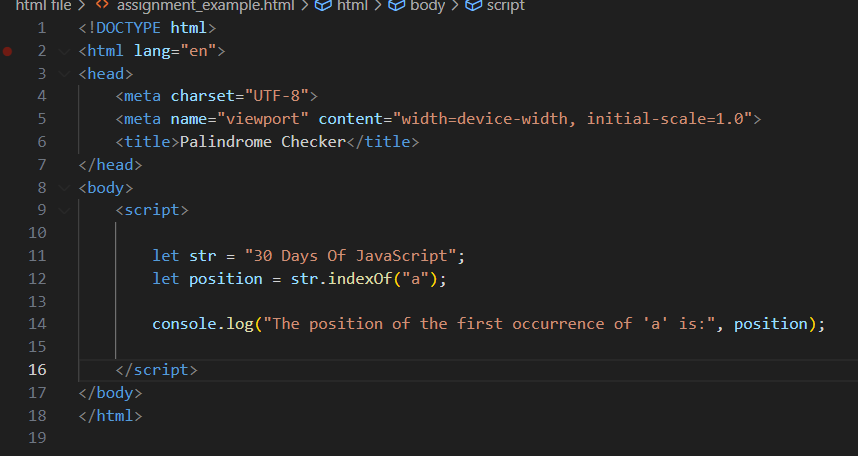 html file > <> assignment_example.html > html > body > script
1 <!DOCTYPE html>
2 <html lang="en">
3 <head>
4 <meta charset="UTF-8">
5 <meta name="viewport" content="width=device-width, initial-scale=1.0">
6 <title>Palindrome Checker</title>
7 </head>
8 <body>
9 <script>
10
11 let str = "30 Days Of JavaScript";
12 let position = str.indexOf("a");
13
14 console.log("The position of the first occurrence of 'a' is:", position);
15
16 </script>
17 </body>
18 </html>
19